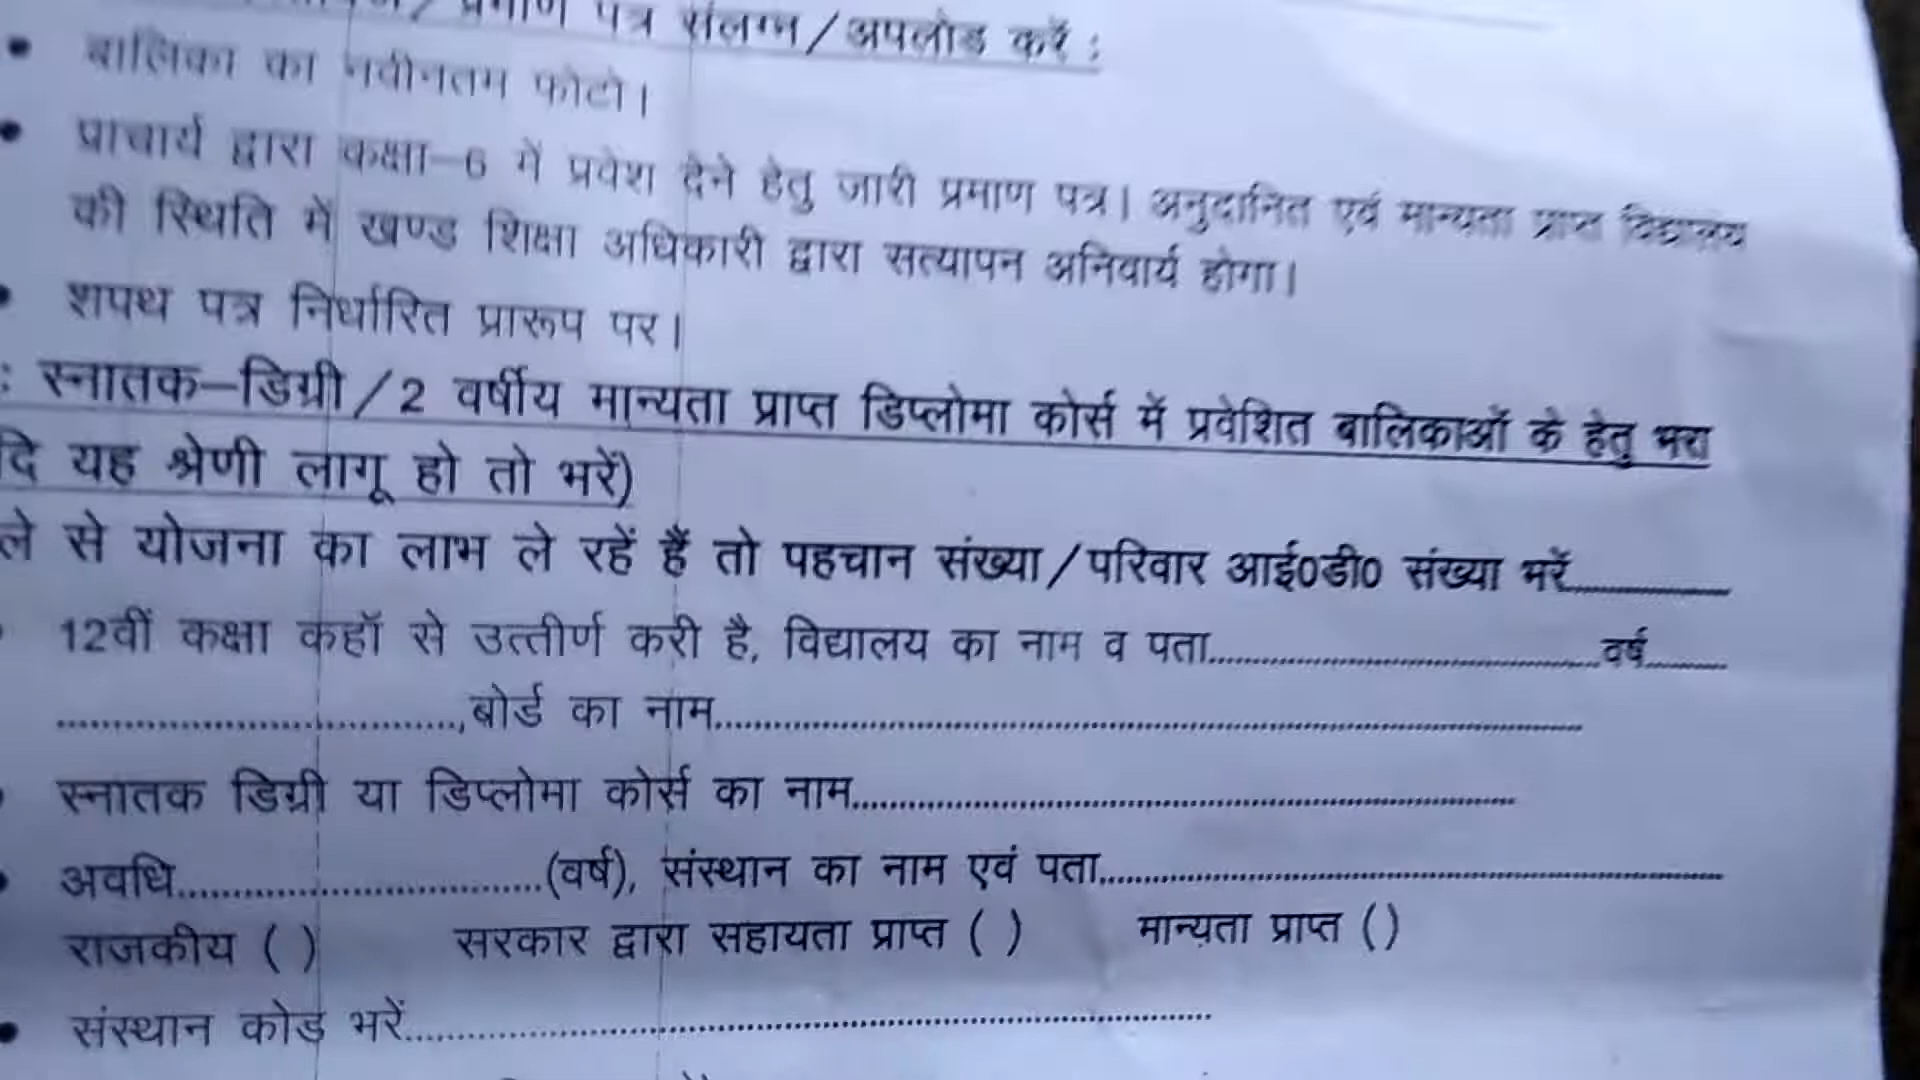 प्रमाण पत्र संलग्न/अपलोड करें :
• बालिका का नवीनतम फोटो।
• प्राचार्य द्वारा कक्षा–6 में प्रवेश देने हेतु जारी प्रमाण पत्र। अनुदानित एवं मान्यता प्राप्त विद्यालय
की स्थिति में खण्ड शिक्षा अधिकारी द्वारा सत्यापन अनिवार्य होगा।
• शपथ पत्र निर्धारित प्रारूप पर।
: स्नातक–डिग्री/2 वर्षीय मान्यता प्राप्त डिप्लोमा कोर्स में प्रवेशित बालिकाओं के हेतु भरा
दि यह श्रेणी लागू हो तो भरें)
ले से योजना का लाभ ले रहें हैं तो पहचान संख्या/परिवार आई0डी0 संख्या भरें..........
• 12वीं कक्षा कहॉ से उत्तीर्ण करी है, विद्यालय का नाम व पता..............................वर्ष........
..............................,बोर्ड का नाम............................................................
• स्नातक डिग्री या डिप्लोमा कोर्स का नाम..................................................
• अवधि..............................(वर्ष), संस्थान का नाम एवं पता..................................................
राजकीय ( ) सरकार द्वारा सहायता प्राप्त ( ) मान्यता प्राप्त ()
• संस्थान कोड भरें............................................................